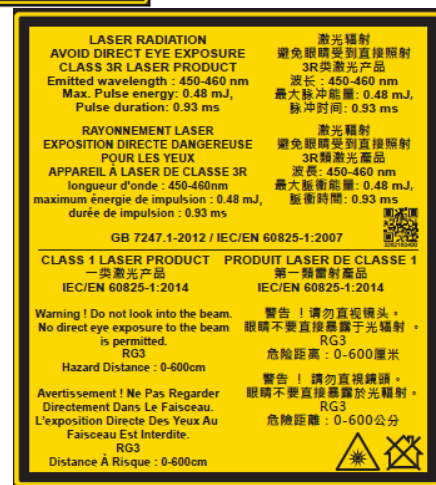 LASER RADIATION
AVOID DIRECT EYE EXPOSURE
CLASS 3R LASER PRODUCT
Emitted wavelength : 450-460 nm
Max. Pulse energy: 0.48 mJ,
Pulse duration: 0.93 ms
激光辐射
避免眼睛受到直接照射
3R类激光产品
波长 : 450-460 nm
最大脉冲能量: 0.48 mJ,
脉冲时间: 0.93 ms
RAYONNEMENT LASER
EXPOSITION DIRECTE DANGEREUSE
POUR LES YEUX
APPAREIL À LASER DE CLASSE 3R
longueur d'onde : 450-460nm
maximum énergie de impulsion : 0.48 mJ,
durée de impulsion : 0.93 ms
激光輻射
避免眼睛受到直接照射
3R類激光產品
波長: 450-460 nm
最大脈衝能量: 0.48 mJ,
脈衝時間: 0.93 ms
GB 7247.1-2012 / IEC/EN 60825-1:2007
CLASS 1 LASER PRODUCT
一类激光产品
IEC/EN 60825-1:2014
PRODUIT LASER DE CLASSE 1
第一類雷射產品
IEC/EN 60825-1:2014
Warning ! Do not look into the beam.
No direct eye exposure to the beam
is permitted.
RG3
Hazard Distance : 0-600cm
警告 ! 请勿直视镜头。
眼睛不要直接暴露于光辐射 。
RG3
危险距离 : 0-600厘米
Avertissement ! Ne Pas Regarder
Directement Dans Le Faisceau.
L'exposition Directe Des Yeux Au
Faisceau Est Interdite.
RG3
Distance À Risque : 0-600cm
警告 ! 請勿直視鏡頭。
眼睛不要直接暴露於光輻射。
RG3
危險距離 : 0-600公分